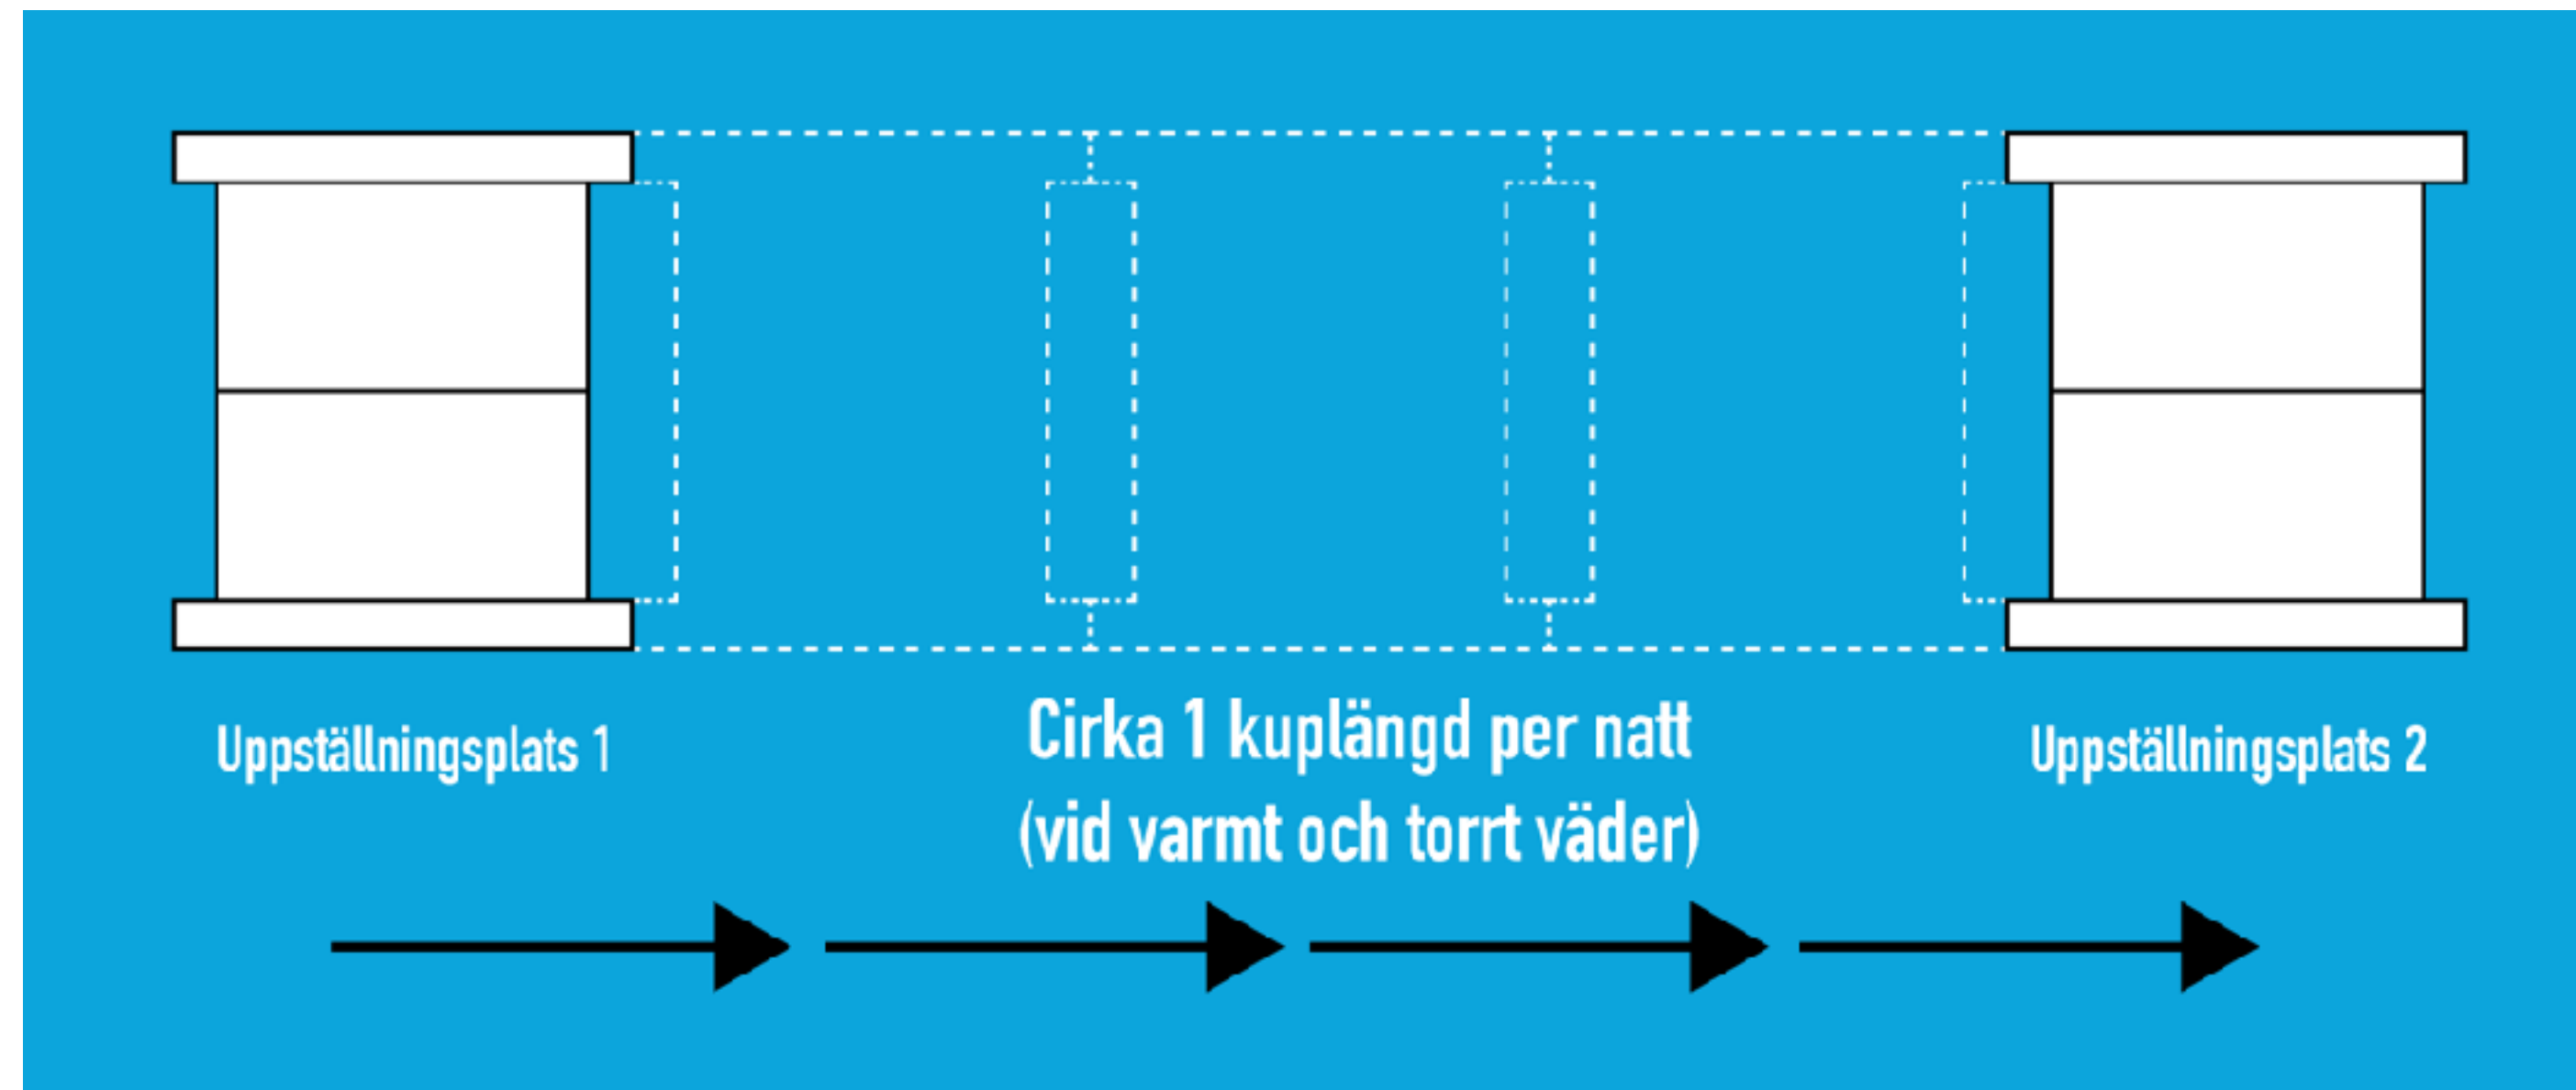 Uppställningsplats 1
Cirka 1 kuplängd per natt
(vid varmt och torrt väder)
Uppställningsplats 2